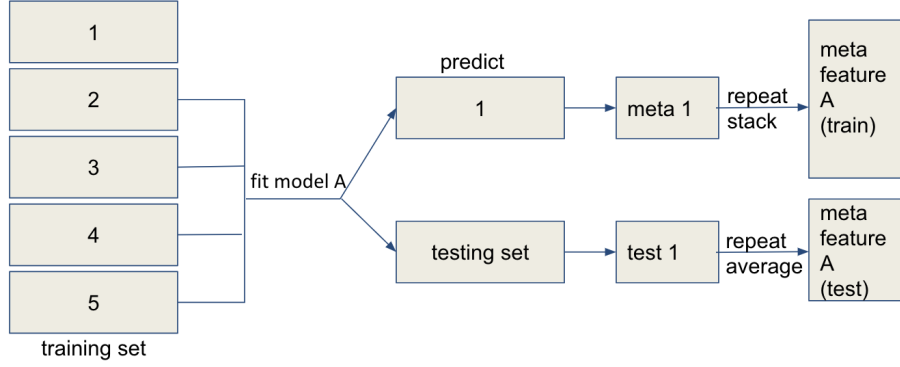 1
2
3
4
5
training set
fit model A
predict
1
testing set
meta 1
test 1
repeat
stack
repeat
average
meta
feature
A
(train)
meta
feature
A
(test)